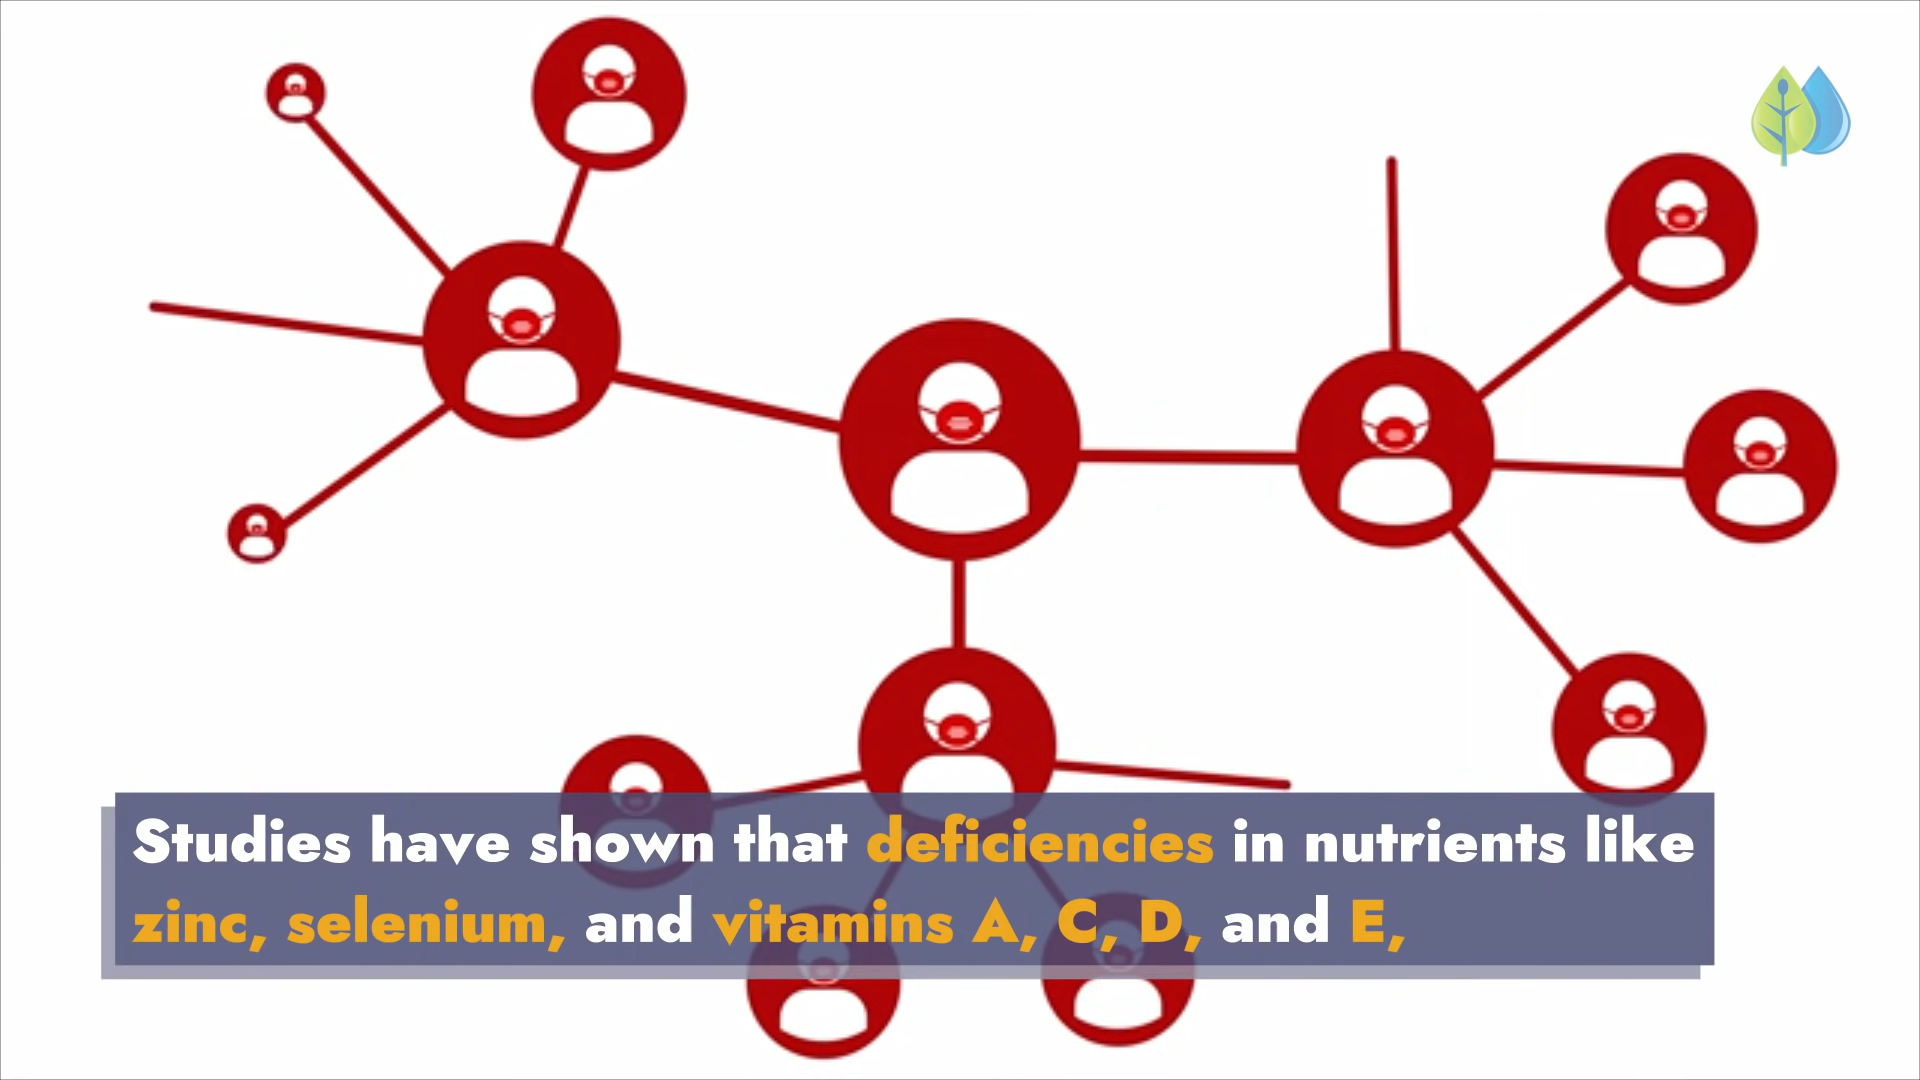 Studies have shown that deficiencies in nutrients like
zinc, selenium, and vitamins A, C, D, and E,